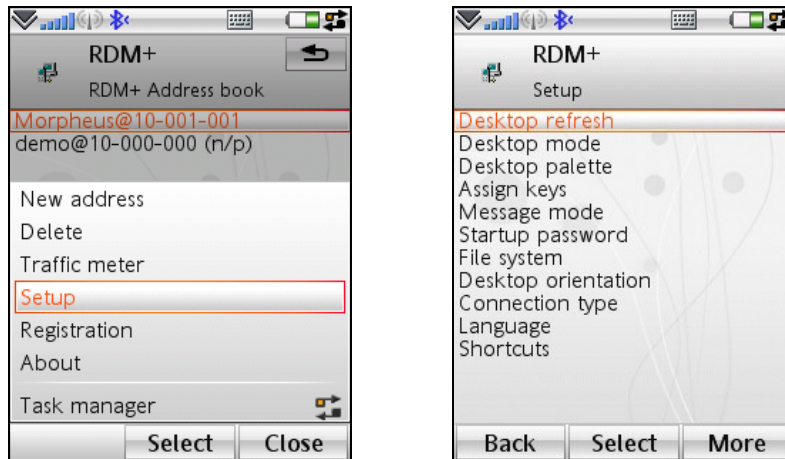 RDM+
RDM+ Address book
Morpheus@10-001-001
demo@10-000-000 (n/p)
New address
Delete
Traffic meter
Setup
Registration
About
Task manager
Select
Close
RDM+
Setup
Desktop refresh
Desktop mode
Desktop palette
Assign keys
Message mode
Startup password
File system
Desktop orientation
Connection type
Language
Shortcuts
Back
Select
More